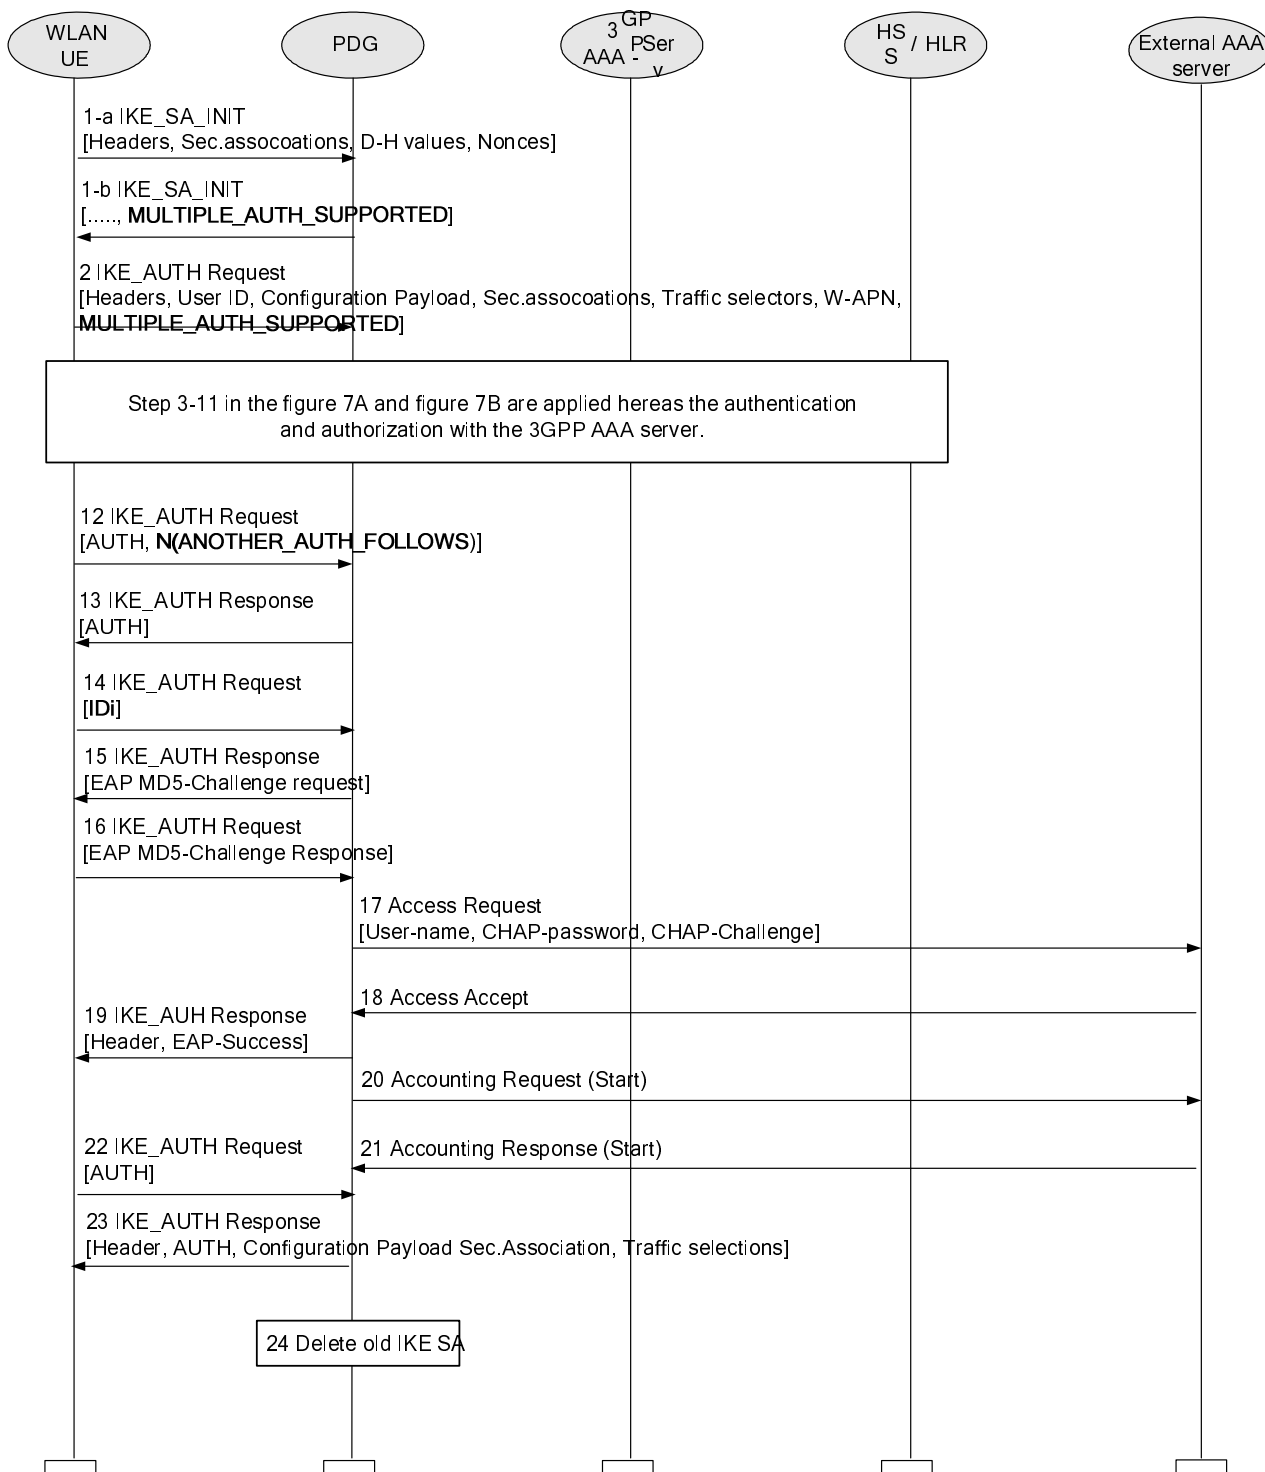 WLAN
UE
PDG
3GPP
AAA-Serv
HSS / HLR
External AAA
server
1-a IKE_SA_INIT
[Headers, Sec.assocoations, D-H values, Nonces]
1-b IKE_SA_INIT
[....., MULTIPLE_AUTH_SUPPORTED]
2 IKE_AUTH Request
[Headers, User ID, Configuration Payload, Sec.assocoations, Traffic selectors, W-APN,
MULTIPLE_AUTH_SUPPORTED]
Step 3-11 in the figure 7A and figure 7B are applied hereas the authentication
and authorization with the 3GPP AAA server.
12 IKE_AUTH Request
[AUTH, N(ANOTHER_AUTH_FOLLOWS)]
13 IKE_AUTH Response
[AUTH]
14 IKE_AUTH Request
[IDi]
15 IKE_AUTH Response
[EAP MD5-Challenge request]
16 IKE_AUTH Request
[EAP MD5-Challenge Response]
17 Access Request
[User-name, CHAP-password, CHAP-Challenge]
18 Access Accept
19 IKE_AUH Response
[Header, EAP-Success]
20 Accounting Request (Start)
22 IKE_AUTH Request
[AUTH]
21 Accounting Response (Start)
23 IKE_AUTH Response
[Header, AUTH, Configuration Payload Sec.Association, Traffic selections]
24 Delete old IKE SA